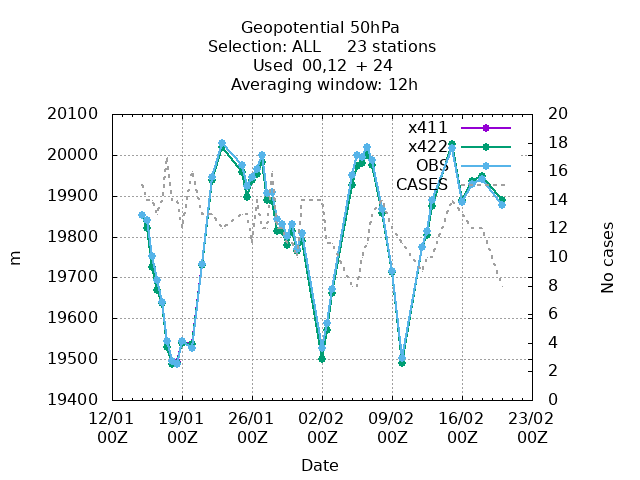 Geopotential 50hPa
Selection: ALL     23 stations
Used  00,12  + 24
Averaging window: 12h
20100
20000
19900
19800
19700
19600
19500
19400
20
18
16
14
12
10
8
6
4
2
0
x411
x422
OBS
CASES
m
No cases
12/01 19/01 26/01 02/02 09/02 16/02 23/02
00Z 00Z 00Z 00Z 00Z 00Z 00Z
Date